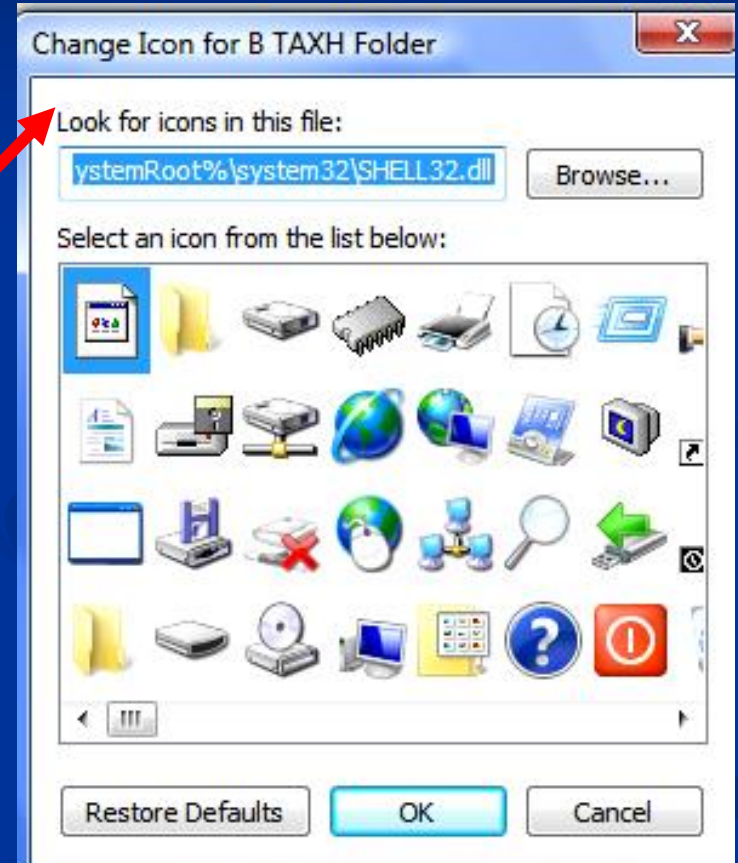 Change Icon for B TAXH Folder
Look for icons in this file:
ystemRoot%\system32\SHELL32.dll
Browse...
Select an icon from the list below:
Restore Defaults
OK
Cancel